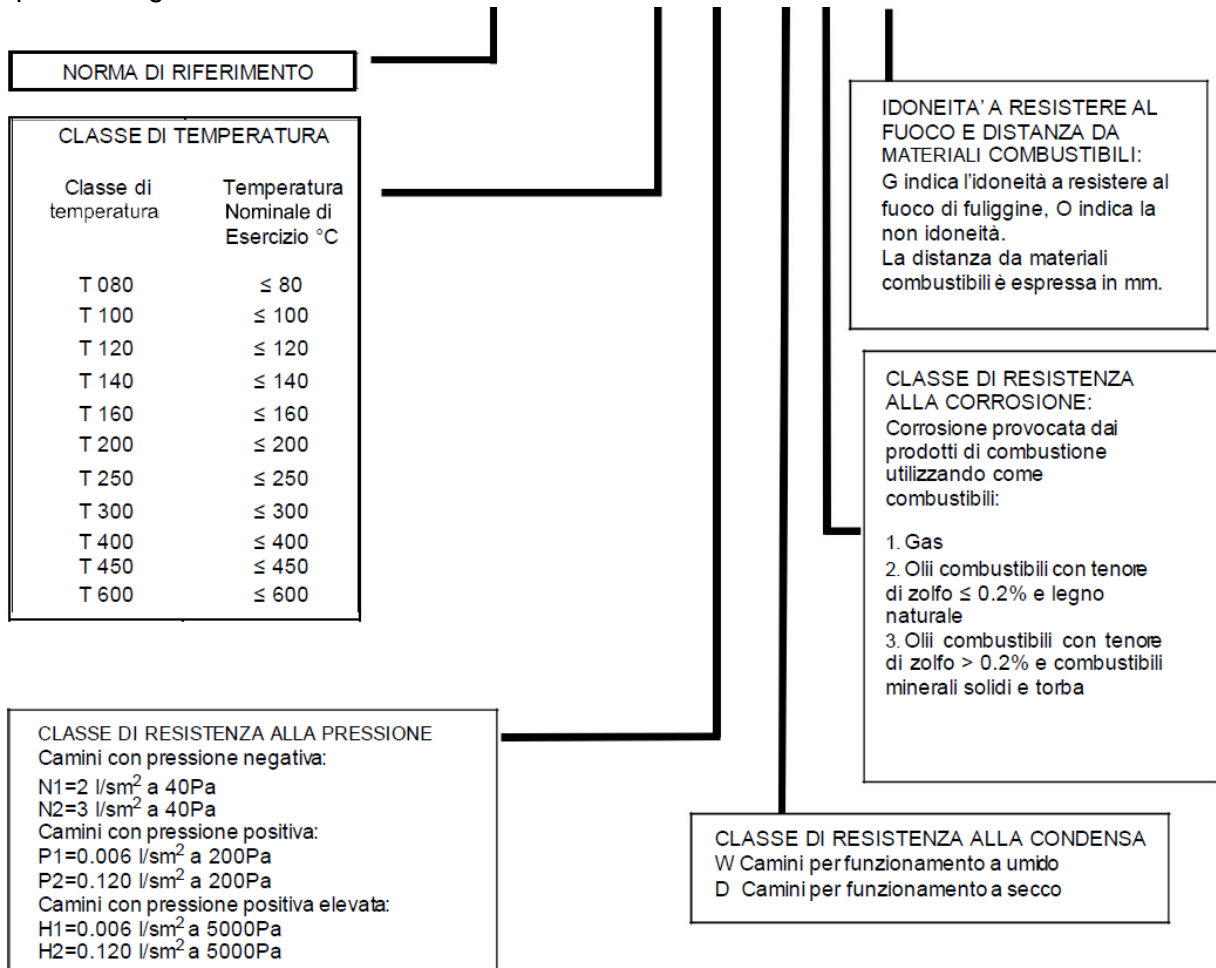 NORMA DI RIFERIMENTO
CLASSE DI TEMPERATURA
Classe di temperatura
Temperatura Nominale di Esercizio °C
T 080 ≤ 80
T 100 ≤ 100
T 120 ≤ 120
T 140 ≤ 140
T 160 ≤ 160
T 200 ≤ 200
T 250 ≤ 250
T 300 ≤ 300
T 400 ≤ 400
T 450 ≤ 450
T 600 ≤ 600
CLASSE DI RESISTENZA ALLA PRESSIONE
Camini con pressione negativa:
N1=2 l/sm² a 40Pa
N2=3 l/sm² a 40Pa
Camini con pressione positiva:
P1=0.006 l/sm² a 200Pa
P2=0.120 l/sm² a 200Pa
Camini con pressione positiva elevata:
H1=0.006 l/sm² a 5000Pa
H2=0.120 l/sm² a 5000Pa
IDONEITA' A RESISTERE AL
FUOCO E DISTANZA DA
MATERIALI COMBUSTIBILI:
G indica l'idoneità a resistere al
fuoco di fuliggine, O indica la
non idoneità.
La distanza da materiali
combustibili è espressa in mm.
CLASSE DI RESISTENZA
ALLA CORROSIONE:
Corrosione provocata dai
prodotti di combustione
utilizzando come
combustibili:
1. Gas
2. Olii combustibili con tenore
di zolfo ≤ 0.2% e legno
naturale
3. Olii combustibili con tenore
di zolfo > 0.2% e combustibili
minerali solidi e torba
CLASSE DI RESISTENZA ALLA CONDENSA
W Camini per funzionamento a umido
D Camini per funzionamento a secco